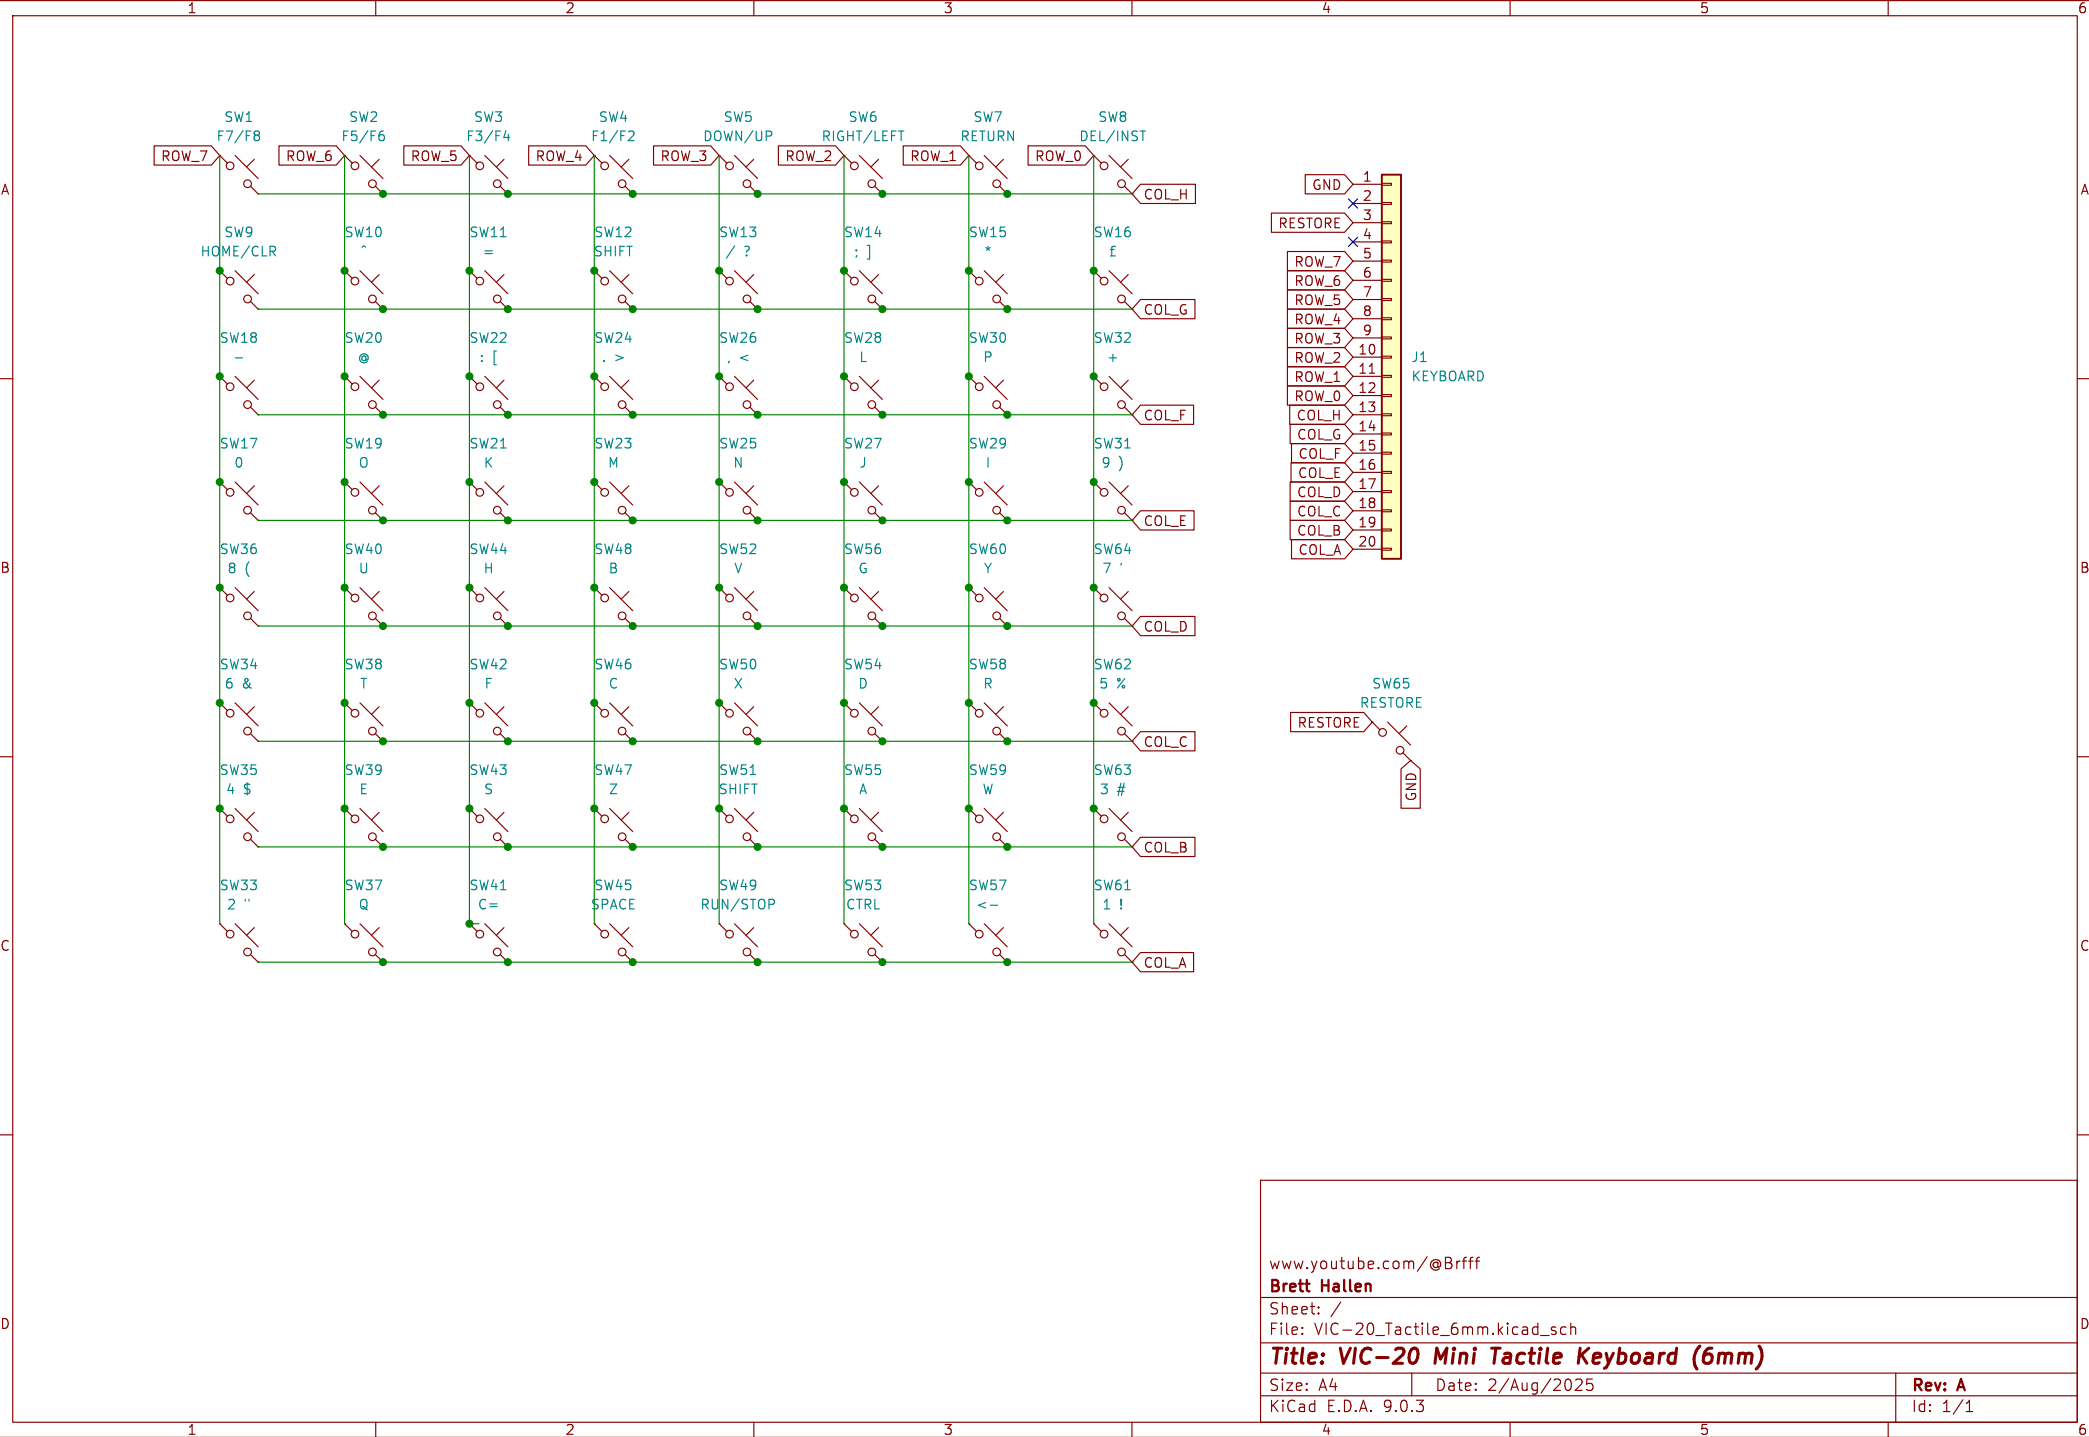 1 2 3 4 5 6
SW1 SW2 SW3 SW4 SW5 SW6 SW7 SW8
F7/F8 F5/F6 F3/F4 F1/F2 DOWN/UP RIGHT/LEFT RETURN DEL/INST
ROW_7 ROW_6 ROW_5 ROW_4 ROW_3 ROW_2 ROW_1 ROW_0
A COL_H A
SW9 SW10 SW11 SW12 SW13 SW14 SW15 SW16
HOME/CLR ^ = SHIFT / ? ; ] * £
COL_G
SW18 SW20 SW22 SW24 SW26 SW28 SW30 SW32
- @ : [ . > , < L P +
COL_F
SW17 SW19 SW21 SW23 SW25 SW27 SW29 SW31
0 O K M N J I 9 )
COL_E
SW36 SW40 SW44 SW48 SW52 SW56 SW60 SW64
B 8 ( U H B V G Y 7 ' B
COL_D
SW34 SW38 SW42 SW46 SW50 SW54 SW58 SW62
6 & T F C X D R 5 %
COL_C
SW35 SW39 SW43 SW47 SW51 SW55 SW59 SW63
4 $ E S Z SHIFT A W 3 #
COL_B
SW33 SW37 SW41 SW45 SW49 SW53 SW57 SW61
2 " Q C= SPACE RUN/STOP CTRL <- 1 !
C COL_A C
GND 1
2
RESTORE 3
4
ROW_7 5
ROW_6 6
ROW_5 7
ROW_4 8
ROW_3 9
ROW_2 10
ROW_1 11
ROW_0 12
COL_H 13
COL_G 14
COL_F 15
COL_E 16
COL_D 17
COL_C 18
COL_B 19
COL_A 20
J1
KEYBOARD
SW65
RESTORE
RESTORE
GND
www.youtube.com/@Brfff
Brett Hallen
Sheet: /
File: VIC-20_Tactile_6mm.kicad_sch
D D
Title: VIC-20 Mini Tactile Keyboard (6mm)
Size: A4 Date: 2/Aug/2025 Rev: A
KiCad E.D.A. 9.0.3 Id: 1/1
1 2 3 4 5 6